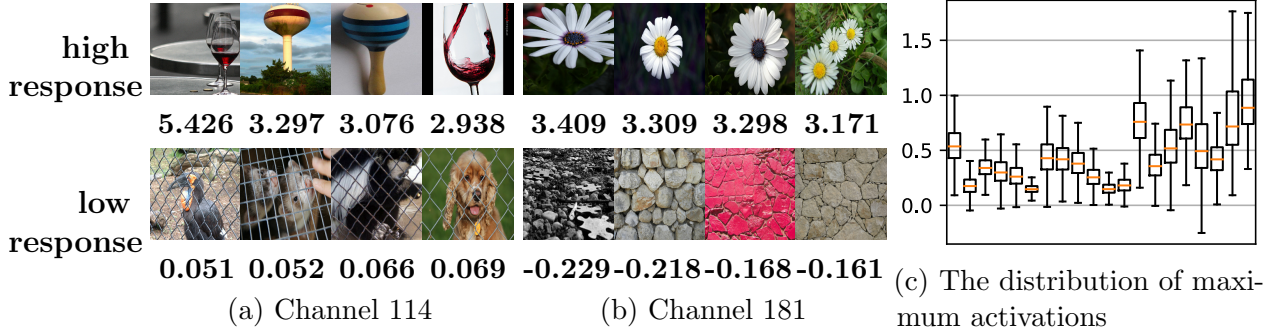 high
response
5.426 3.297 3.076 2.938
3.409 3.309 3.298 3.171
low
response
0.051 0.052 0.066 0.069
-0.229 -0.218 -0.168 -0.161
(a) Channel 114
(b) Channel 181
1.5
1.0
0.5
0.0
(c) The distribution of maxi-
mum activations